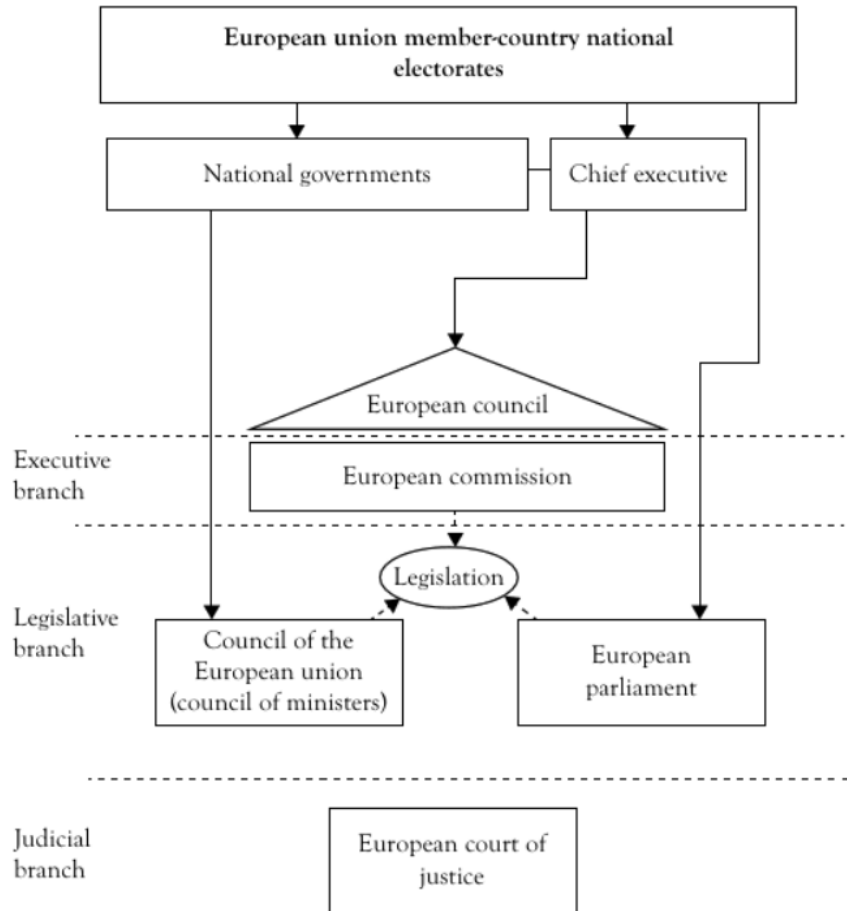 European union member-country national
electorates
National governments
Chief executive
European council
Executive
branch
European commission
Legislation
Legislative
branch
Council of the
European union
(council of ministers)
European
parliament
Judicial
branch
European court of
justice